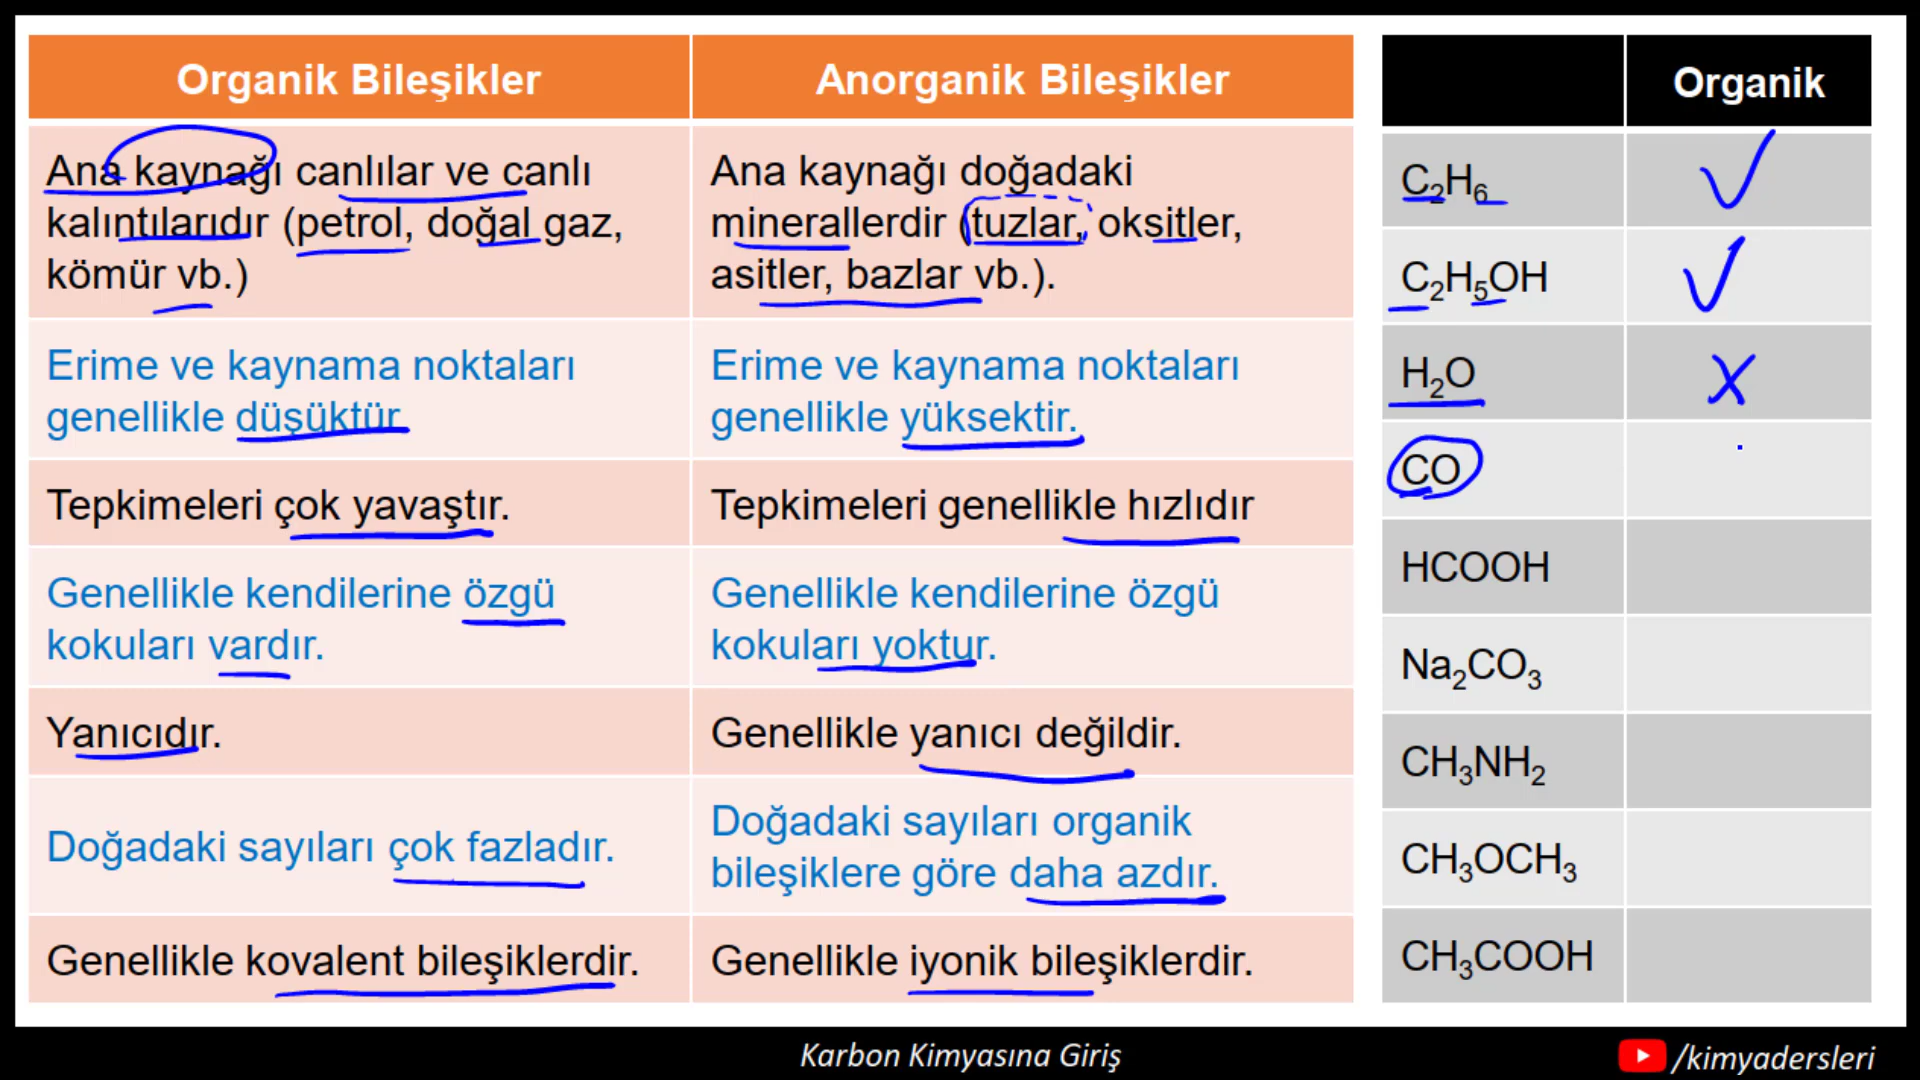 Organik Bileşikler
Anorganik Bileşikler
Ana kaynağı canlılar ve canlı
kalıntılarıdır (petrol, doğal gaz,
kömür vb.)
Ana kaynağı doğadaki
minerallerdir (tuzlar, oksitler,
asitler, bazlar vb.).
Erime ve kaynama noktaları
genellikle düşüktür.
Erime ve kaynama noktaları
genellikle yüksektir.
Tepkimeleri çok yavaştır.
Tepkimeleri genellikle hızlıdır
Genellikle kendilerine özgü
kokuları vardır.
Genellikle kendilerine özgü
kokuları yoktur.
Yanıcıdır.
Genellikle yanıcı değildir.
Doğadaki sayıları çok fazladır.
Doğadaki sayıları organik
bileşiklere göre daha azdır.
Genellikle kovalent bileşiklerdir.
Genellikle iyonik bileşiklerdir.
Organik
C₂H₆ ✓
C₂H₅OH ✓
H₂O ✗
CO
HCOOH
Na₂CO₃
CH₃NH₂
CH₃OCH₃
CH₃COOH
Karbon Kimyasına Giriş
/kimyadersleri